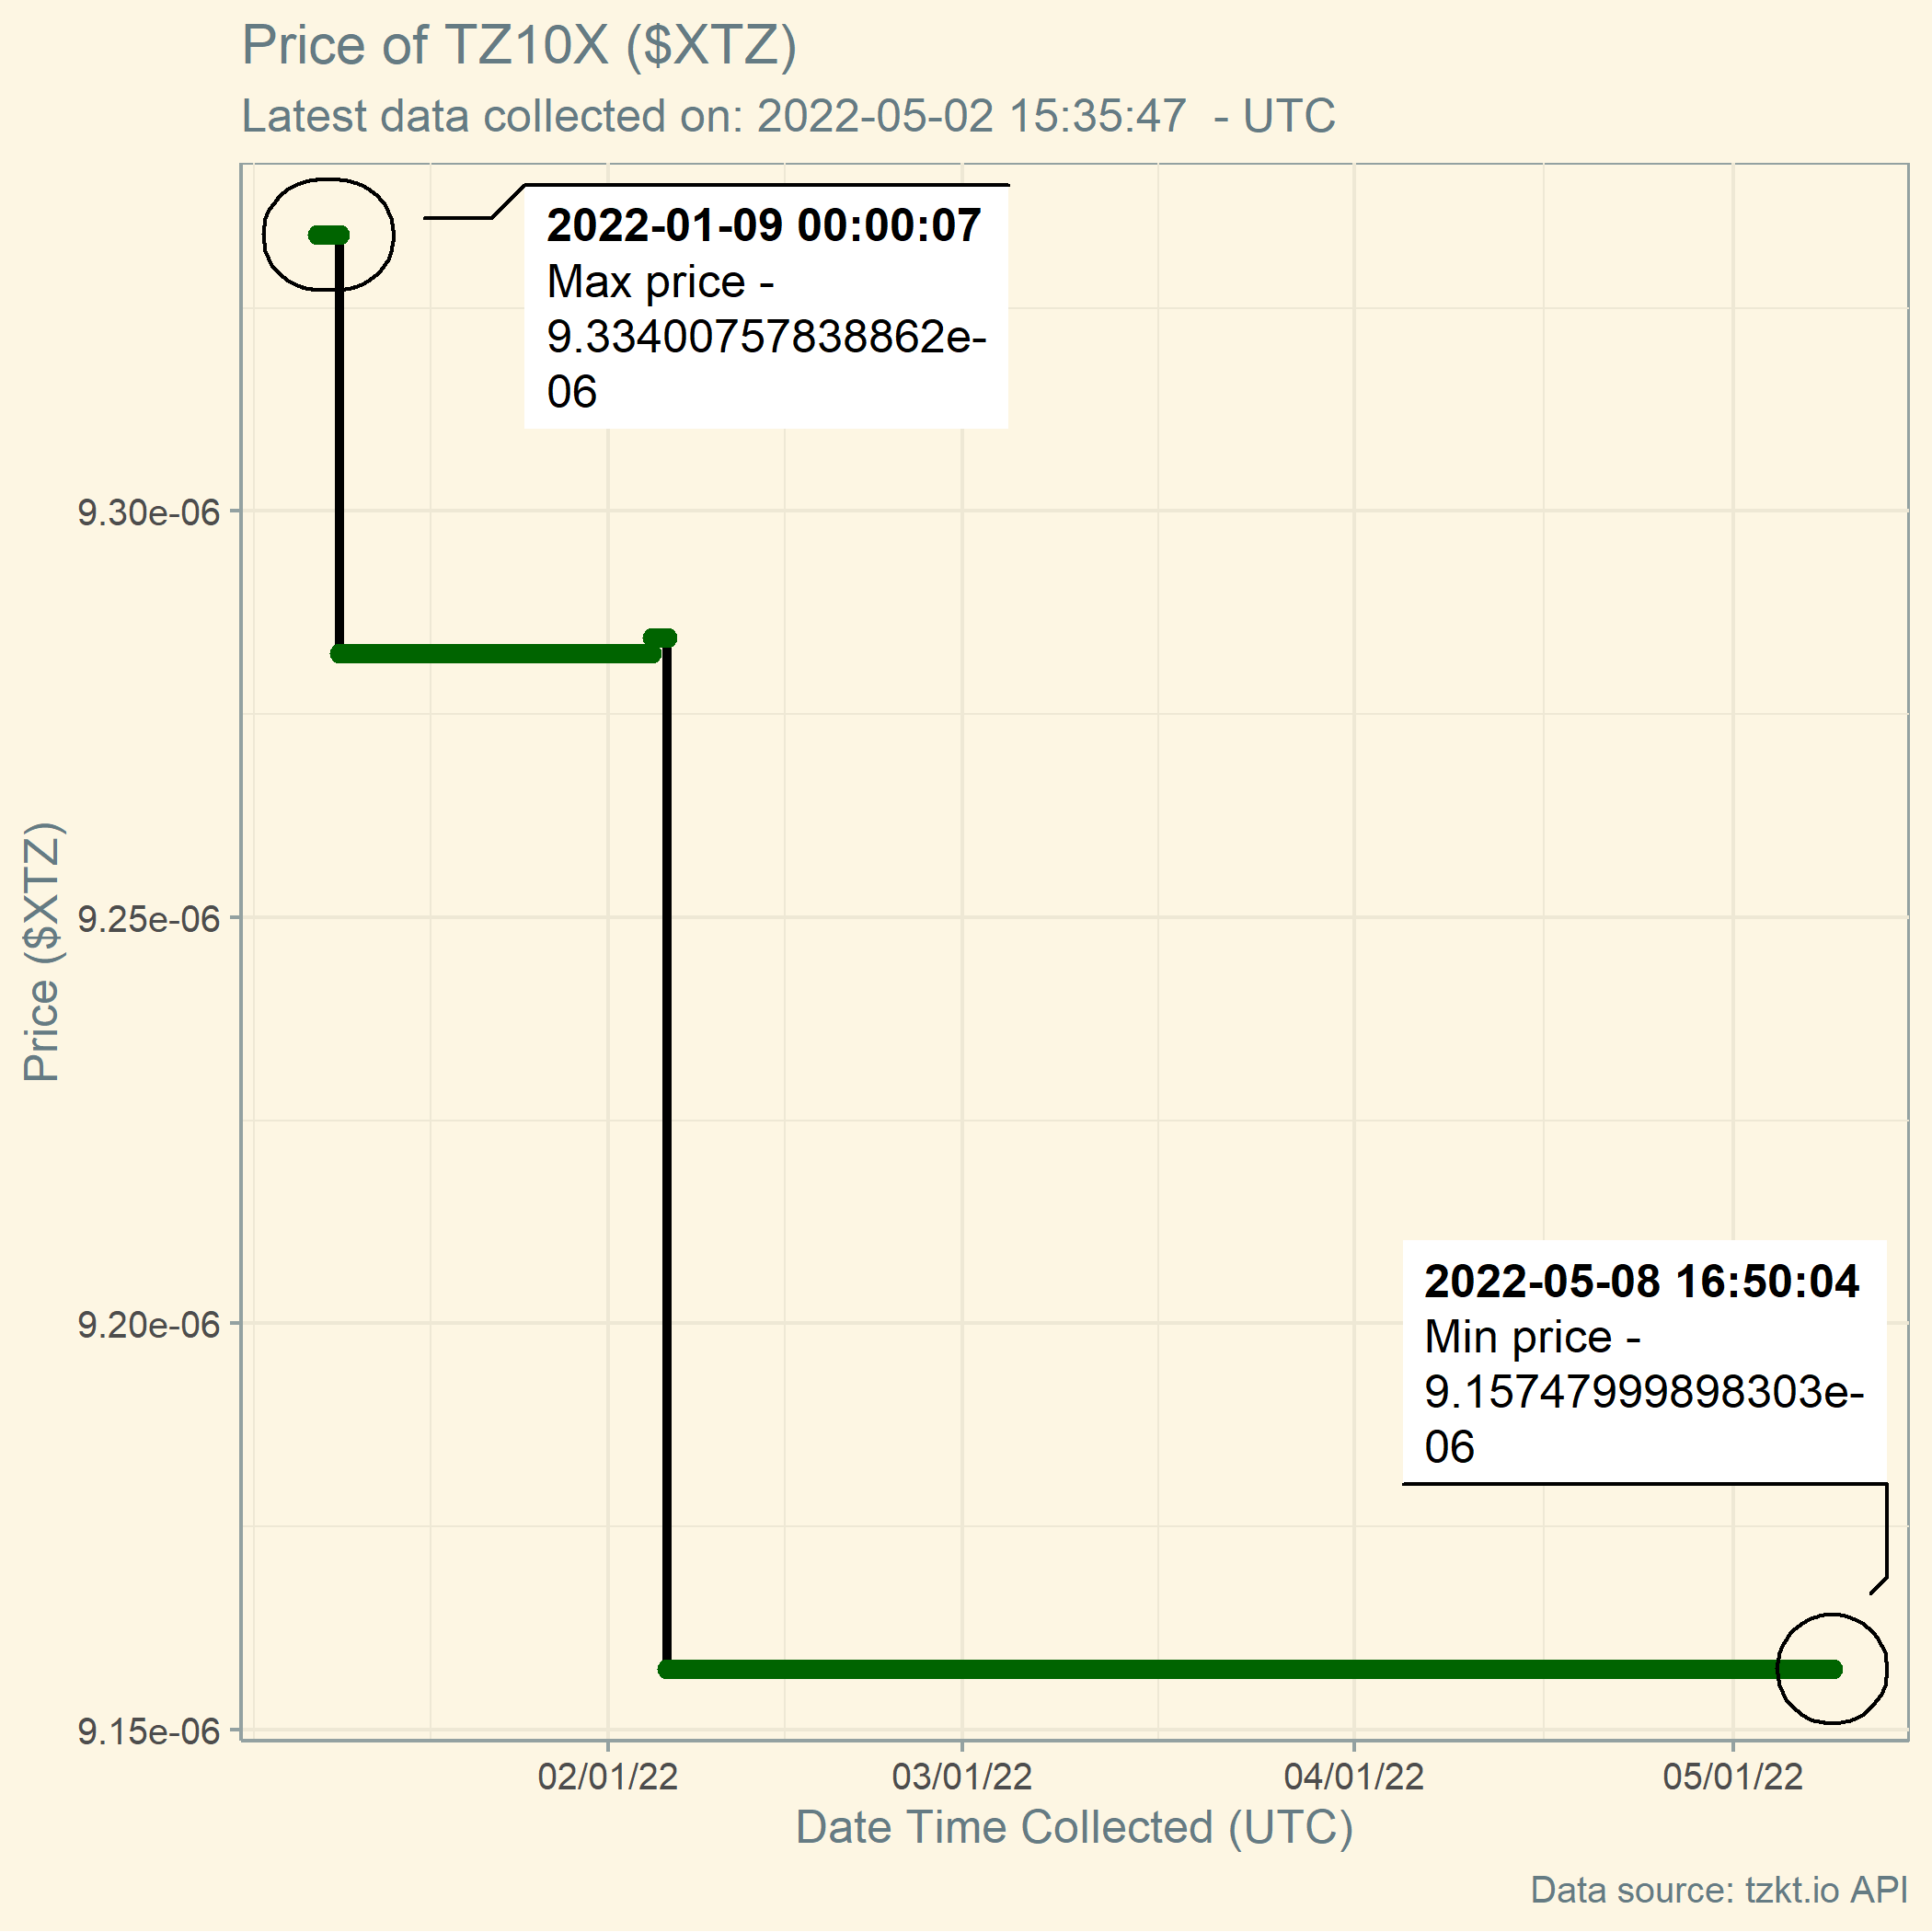 Price of TZ10X ($XTZ)
Latest data collected on: 2022-05-02 15:35:47  - UTC
2022-01-09 00:00:07
Max price -
9.33400757838862e-
06
9.30e-06
9.25e-06
9.20e-06
9.15e-06
Price ($XTZ)
2022-05-08 16:50:04
Min price -
9.15747999898303e-
06
02/01/22
03/01/22
04/01/22
05/01/22
Date Time Collected (UTC)
Data source: tzkt.io API